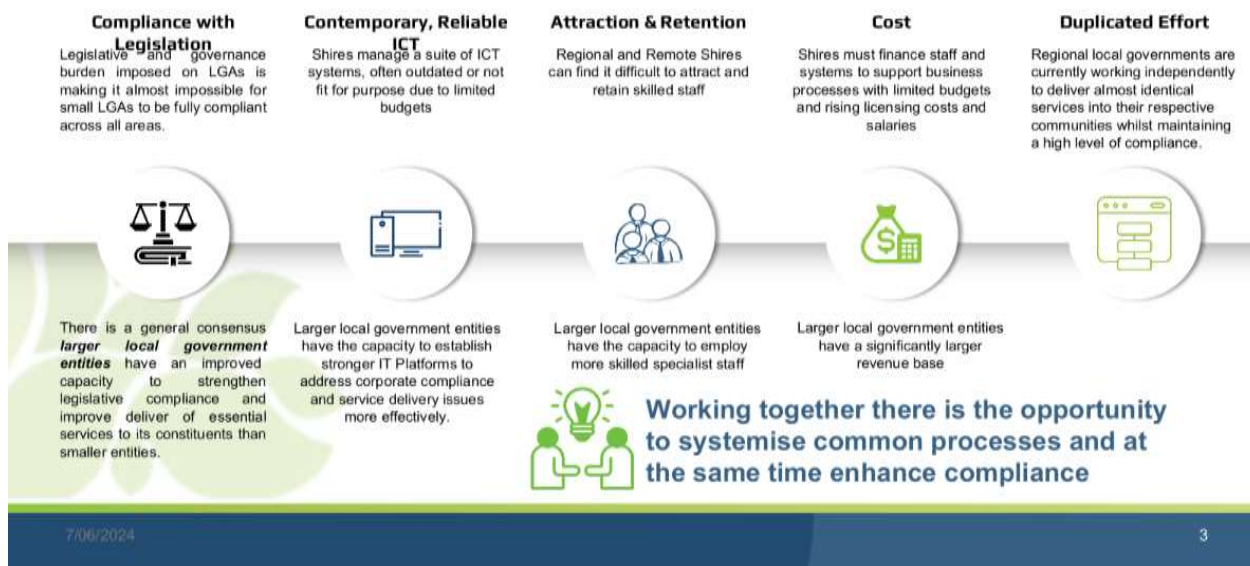 Compliance with
Legislation
Legislative and governance
burden imposed on LGAs is
making it almost impossible for
small LGAs to be fully compliant
across all areas.
Contemporary, Reliable
ICT
Shires manage a suite of ICT
systems, often outdated or not
fit for purpose due to limited
budgets
Attraction & Retention
Regional and Remote Shires
can find it difficult to attract and
retain skilled staff
Cost
Shires must finance staff and
systems to support business
processes with limited budgets
and rising licensing costs and
salaries
Duplicated Effort
Regional local governments are
currently working independently
to deliver almost identical
services into their respective
communities whilst maintaining
a high level of compliance.
There is a general consensus
larger local government
entities have an improved
capacity to strengthen
legislative compliance and
improve deliver of essential
services to its constituents than
smaller entities.
Larger local government entities
have the capacity to establish
stronger IT Platforms to
address corporate compliance
and service delivery issues
more effectively.
Larger local government entities
have the capacity to employ
more skilled specialist staff
Larger local government entities
have a significantly larger
revenue base
Working together there is the opportunity
to systemise common processes and at
the same time enhance compliance
7/06/2024
3